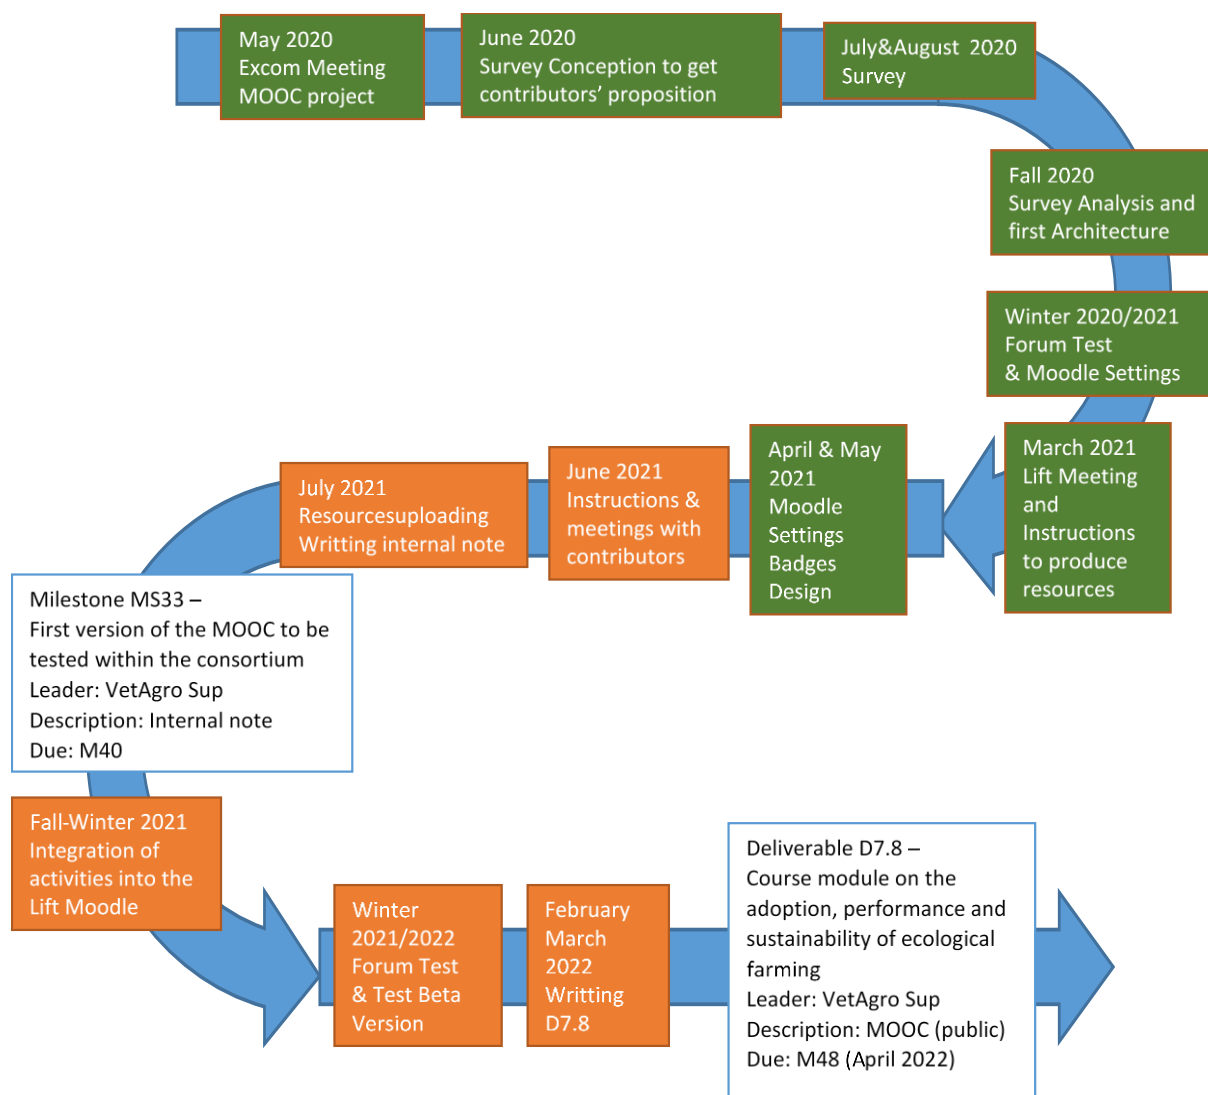 May 2020
Excom Meeting
MOOC project
June 2020
Survey Conception to get
contributors’ proposition
July&August 2020
Survey
Fall 2020
Survey Analysis and
first Architecture
Winter 2020/2021
Forum Test
& Moodle Settings
March 2021
Lift Meeting
and
Instructions
to produce
resources
April & May
2021
Moodle
Settings
Badges
Design
June 2021
Instructions &
meetings with
contributors
July 2021
Resourcesuploading
Writting internal note
Milestone MS33 –
First version of the MOOC to be
tested within the consortium
Leader: VetAgro Sup
Description: Internal note
Due: M40
Fall-Winter 2021
Integration of
activities into the
Lift Moodle
Winter
2021/2022
Forum Test
& Test Beta
Version
February
March
2022
Writting
D7.8
Deliverable D7.8 –
Course module on the
adoption, performance and
sustainability of ecological
farming
Leader: VetAgro Sup
Description: MOOC (public)
Due: M48 (April 2022)